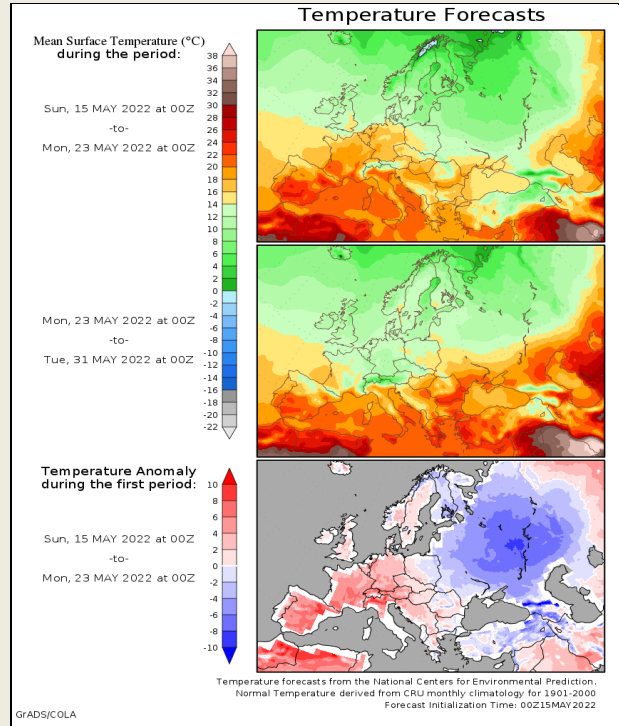 Temperature Forecasts
Mean Surface Temperature (°C)
during the period:
38
36
34
32
30
28
26
24
22
20
18
16
14
12
10
8
6
4
2
0
-2
-4
-6
-8
-10
-12
-14
-16
-18
-20
-22
Sun, 15 MAY 2022 at 00Z
-to-
Mon, 23 MAY 2022 at 00Z
Mon, 23 MAY 2022 at 00Z
-to-
Tue, 31 MAY 2022 at 00Z
Temperature Anomaly
during the first period:
10
8
6
4
2
0
-2
-4
-6
-8
-10
Sun, 15 MAY 2022 at 00Z
-to-
Mon, 23 MAY 2022 at 00Z
Temperature forecasts from the National Centers for Environmental Prediction.
Normal Temperature derived from CRU monthly climatology for 1901-2000
Forecast Initialization Time: 00Z15MAY2022
GrADS/COLA